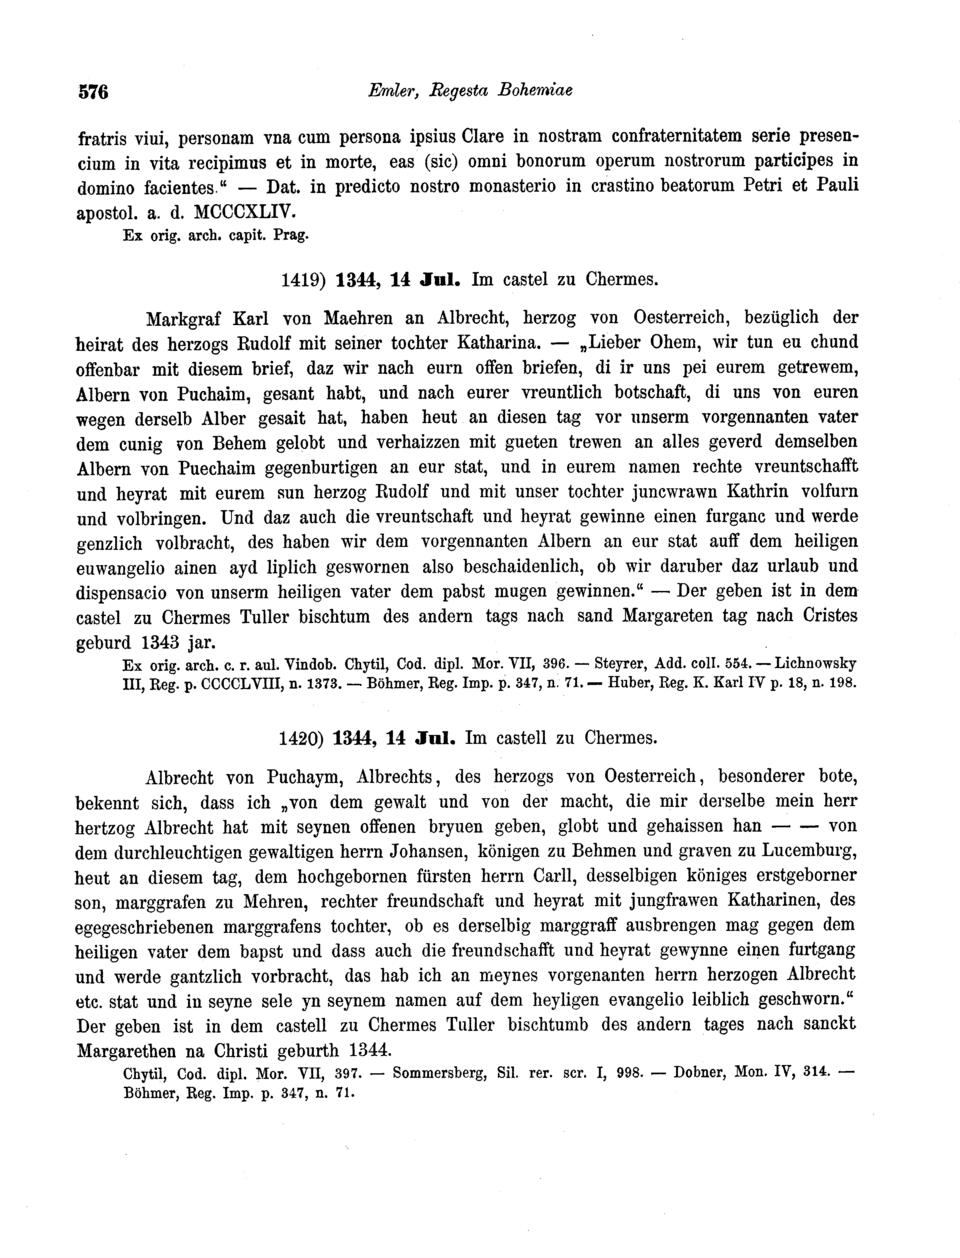 576 Emler, Regesta Bohemiae
fratris viui, personam vna cum persona ipsius Clare in nostram confraternitatem serie presen-
cium in vita recipimus et in morte, eas (sic) omni bonorum operum nostrorum participes in
domino facientes.“ — Dat. in predicto nostro monasterio in crastino beatorum Petri et Pauli
apostol. a. d. MCCCXLIV.
Ex orig. arch. capit. Prag.
1419) 1344, 14 Jul. Im castel zu Chermes.
Markgraf Karl von Maehren an Albrecht, herzog von Oesterreich, bezüglich der
heirat des herzogs Rudolf mit seiner tochter Katharina. — „Lieber Ohem, wir tun eu chund
offenbar mit diesem brief, daz wir nach eurn offen briefen, di ir uns pei eurem getrewem,
Albern von Puchaim, gesant habt, und nach eurer vreuntlich botschaft, di uns von euren
wegen derselb Alber gesait hat, haben heut an diesen tag vor unserm vorgennanten vater
dem cunig von Behem gelobt und verhaizzen mit gueten trewen an alles geverd demselben
Albern von Puechaim gegenburtigen an eur stat, und in eurem namen rechte vreuntschafft
und heyrat mit eurem sun herzog Rudolf und mit unser tochter juncwrawn Kathrin volfurn
und volbringen. Und daz auch die vreuntschaft und heyrat gewinne einen furganc und werde
genzlich volbracht, des haben wir dem vorgennanten Albern an eur stat auff dem heiligen
euwangelio ainen ayd liplich geswornen also beschaidenlich, ob wir daruber daz urlaub und
dispensacio von unserm heiligen vater dem pabst mugen gewinnen.“ — Der geben ist in dem
castel zu Chermes Tuller bischtum des andern tags nach sand Margareten tag nach Cristes
geburd 1343 jar.
Ex orig. arch. c. r. aul. Vindob. Chytil, Cod. dipl. Mor. VII, 396. — Steyrer, Add. coll. 554. — Lichnowsky
III, Reg. p. CCCCLVIII, n. 1373. — Böhmer, Reg. Imp. p. 347, n. 71. — Huber, Reg. K. Karl IV p. 18, n. 198.
1420) 1344, 14 Jul. Im castell zu Chermes.
Albrecht von Puchaym, Albrechts, des herzogs von Oesterreich, besonderer bote,
bekennt sich, dass ich „von dem gewalt und von der macht, die mir derselbe mein herr
hertzog Albrecht hat mit seynen offenen bryuen geben, globt und gehaissen han — — von
dem durchleuchtigen gewaltigen herrn Johansen, königen zu Behmen und graven zu Lucemburg,
heut an diesem tag, dem hochgebornen fürsten herrn Carll, desselbigen königes erstgeborner
son, marggrafen zu Mehren, rechter freundschaft und heyrat mit jungfrawen Katharinen, des
egegeschriebenen marggrafens tochter, ob es derselbig marggraff ausbrengen mag gegen dem
heiligen vater dem bapst und dass auch die freundschafft und heyrat gewynne einen furtgang
und werde gantzlich vorbracht, das hab ich an meynes vorgenanten herrn herzogen Albrecht
etc. stat und in seyne sele yn seynem namen auf dem heyligen evangelio leiblich geschworn.“
Der geben ist in dem castell zu Chermes Tuller bischtumb des andern tages nach sanckt
Margarethen na Christi geburth 1344.
Chytil, Cod. dipl. Mor. VII, 397. — Sommersberg, Sil. rer. scr. I, 998. — Dobner, Mon. IV, 314. —
Böhmer, Reg. Imp. p. 347, n. 71.